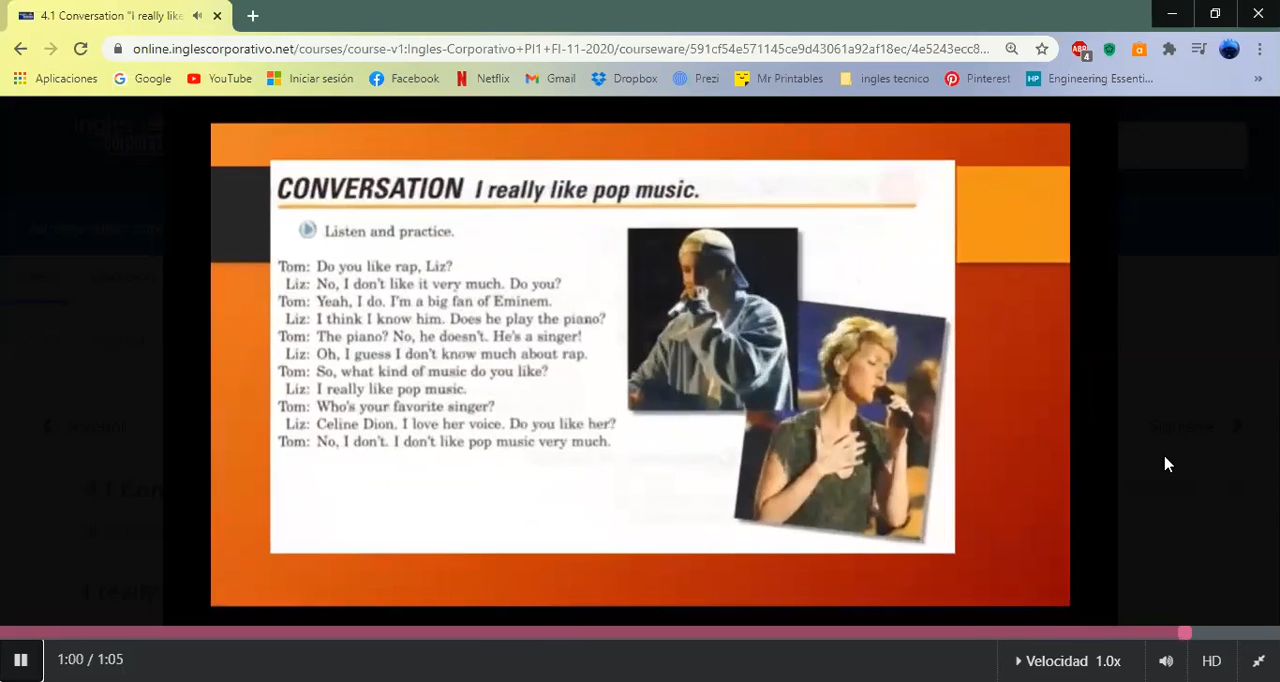 4.1 Conversation "I really like
online.inglescorporativo.net/courses/course-v1:Ingles-Corporativo+PI1+FI-11-2020/courseware/591cf54e571145ce9d43061a92af18ec/4e5243ecc8...
ABP
4
a
Aplicaciones
Google
YouTube
Iniciar sesión
Facebook
Netflix
Gmail
Dropbox
Prezi
Mr Printables
ingles tecnico
Pinterest
HP
Engineering Essenti...
CONVERSATION I really like pop music.
Listen and practice.
Tom: Do you like rap, Liz?
Liz: No, I don't like it very much. Do you?
Tom: Yeah, I do. I'm a big fan of Eminem.
Liz: I think I know him. Does he play the piano?
Tom: The piano? No, he doesn't. He's a singer!
Liz: Oh, I guess I don't know much about rap.
Tom: So, what kind of music do you like?
Liz: I really like pop music.
Tom: Who's your favorite singer?
Liz: Celine Dion. I love her voice. Do you like her?
Tom: No, I don't. I don't like pop music very much.
4.1 Con
I really
1:00 / 1:05
Velocidad 1.0x
HD